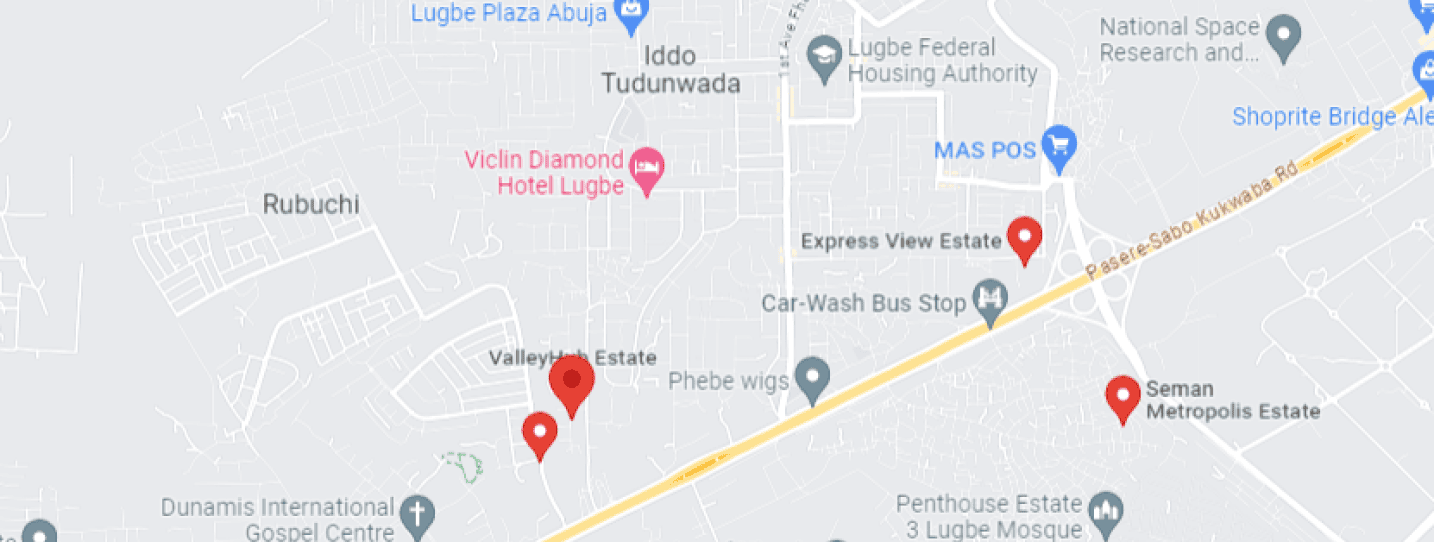 Lugbe Plaza Abuja
Iddo
Tudunwada
1st Ave
Lugbe Federal
Housing Authority
National Space
Research and...
Shoprite Bridge Ale
MAS POS
Viclin Diamond
Hotel Lugbe
Rubuchi
Pasere-Sabo Kukwaba Rd
Express View Estate
Car-Wash Bus Stop
ValleyHub Estate
Phebe wigs
Seman
Metropolis Estate
Dunamis International
Gospel Centre
Penthouse Estate
3 Lugbe Mosque